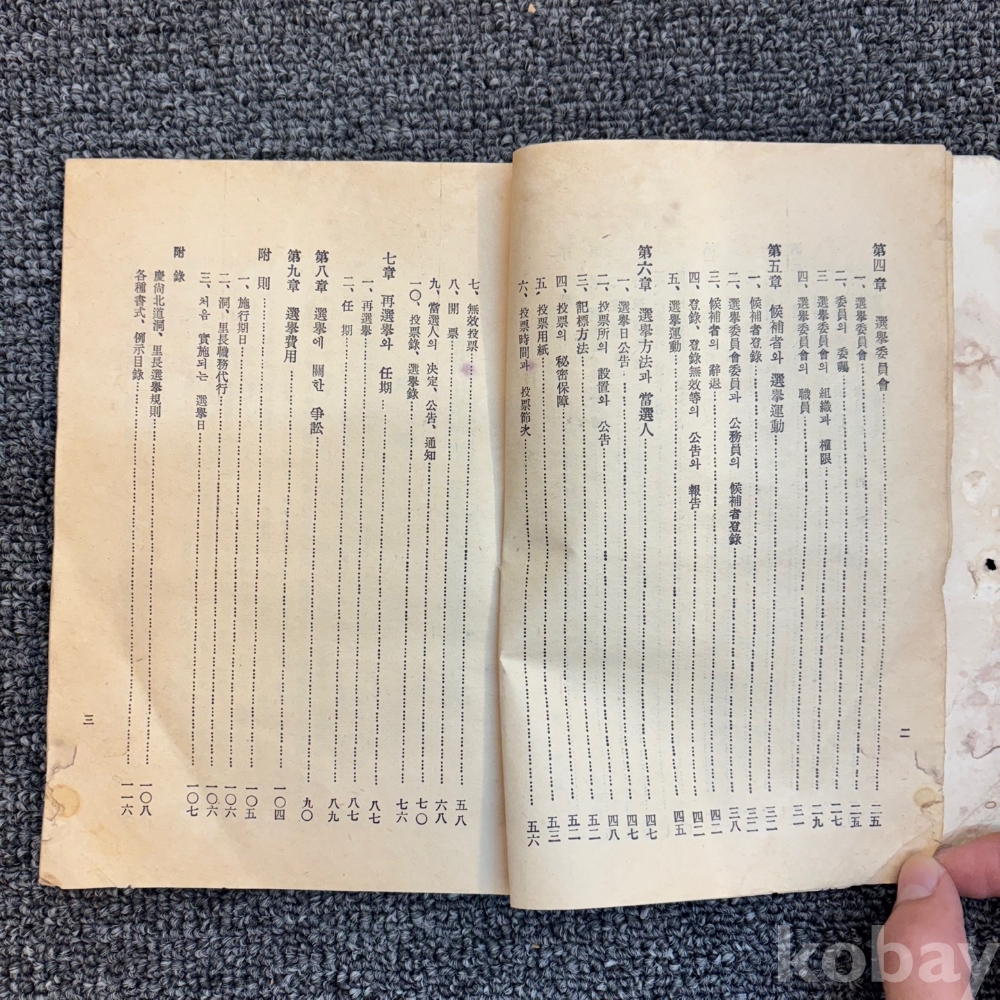 第四章 選擧委員會……二五
一、選擧委員會……二五
二、委員의 委囑……二七
三、選擧委員會의 組織과 權限……二九
四、選擧委員會의 職員……三一
第五章 候補者와 選擧運動……三二
一、候補者登錄……三二
二、選擧委員會委員과 公務員의 候補者登錄……三八
三、候補者의 辭退……四二
四、登錄、登錄無效等의 公告와 報告……四二
五、選擧運動……四五
第六章 選擧方法과 當選人……四七
一、選擧日公告……四七
二、投票所의 設置와 公告……四八
三、記標方法……五二
四、投票의 秘密保障……五二
五、投票用紙……五三
六、投票時間과 投票節次……五六
二
七、無效投票……五八
八、開票……六八
九、當選人의 決定、公告、通知……七〇
一〇、投票錄、選擧錄……七六
七章 再選擧와 任期……八七
一、再選擧……八七
二、任期……八九
第八章 選擧에 關한 爭訟……九〇
第九章 選擧費用
附則……一〇四
一、施行期日……一〇五
二、洞、里長職務代行……一〇六
三、처음 實施되는 選擧日……一〇六
附錄……一〇七
慶尙北道洞、里長選擧規則……一〇八
各種書式、例示目錄……一一六
三
kobay